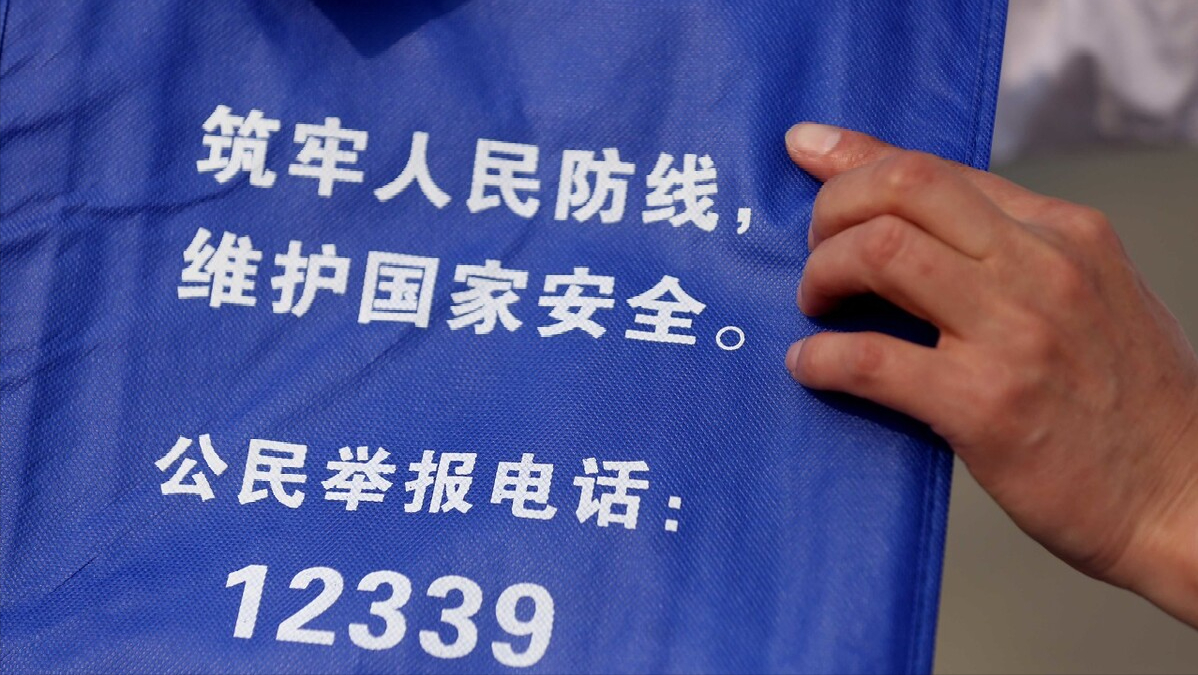 筑牢人民防线，
维护国家安全。
公民举报电话：
12339